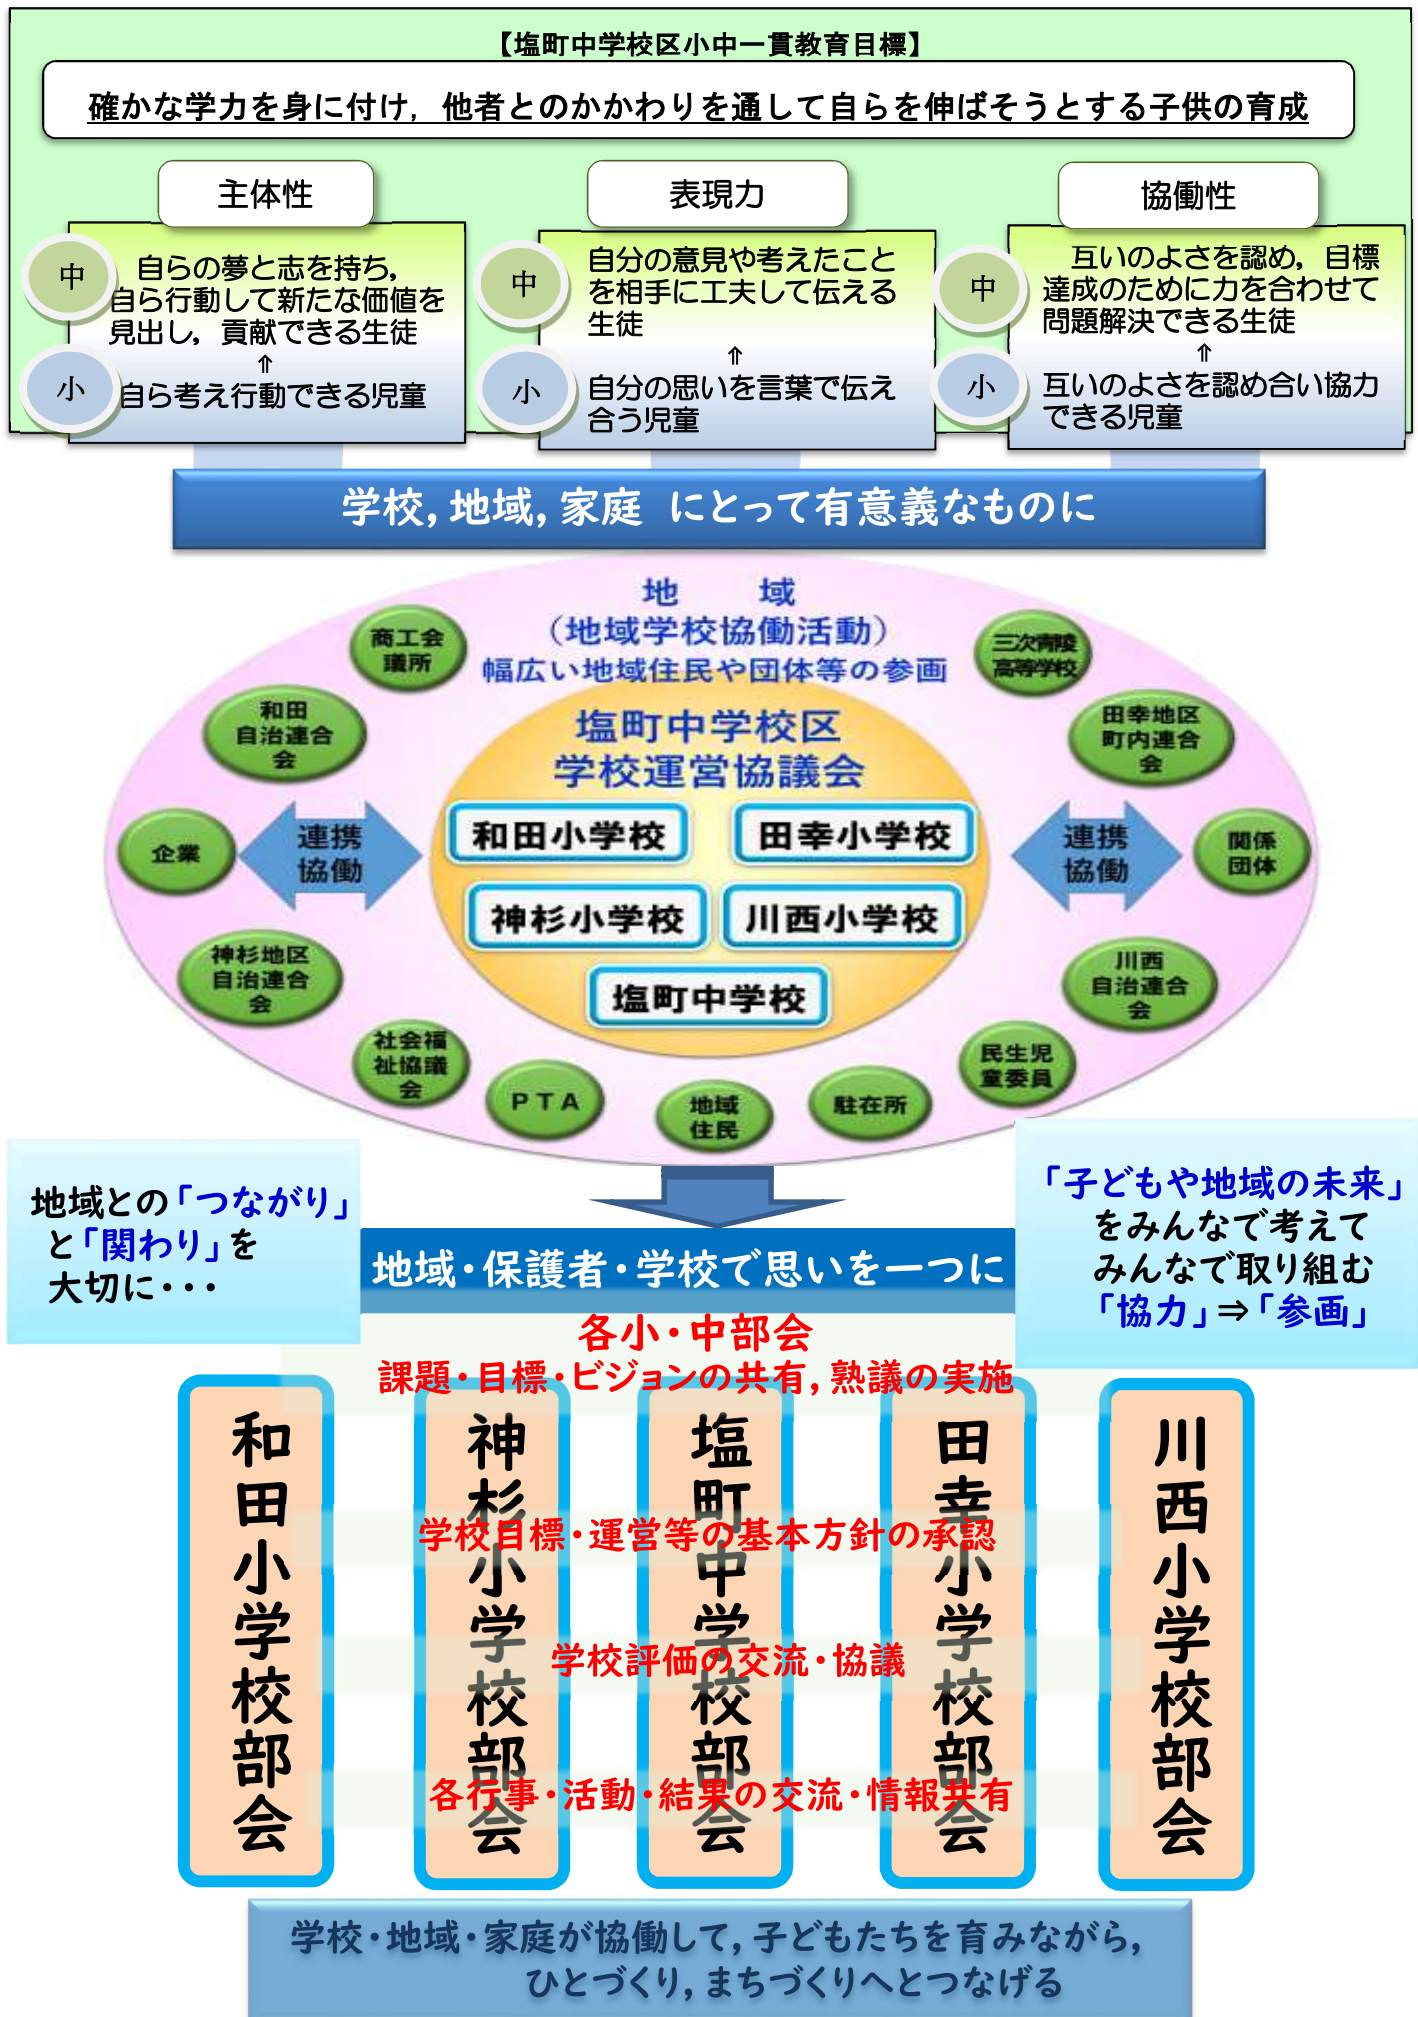 【塩町中学校区小中一貫教育目標】
確かな学力を身に付け，他者とのかかわりを通して自らを伸ばそうとする子供の育成
主体性
中
自らの夢と志を持ち，
自ら行動して新たな価値を
見出し，貢献できる生徒
⇑
小
自ら考え行動できる児童
表現力
中
自分の意見や考えたこと
を相手に工夫して伝える
生徒
⇑
小
自分の思いを言葉で伝え
合う児童
協働性
中
互いのよさを認め，目標
達成のために力を合わせて
問題解決できる生徒
⇑
小
互いのよさを認め合い協力
できる児童
学校，地域，家庭　にとって有意義なものに
地　域
（地域学校協働活動）
幅広い地域住民や団体等の参画
商工会
議所
三次青陵
高等学校
和田
自治連合
会
田幸地区
町内連合
会
塩町中学校区
学校運営協議会
企業
連携
協働
和田小学校
田幸小学校
神杉小学校
川西小学校
塩町中学校
連携
協働
関係
団体
神杉地区
自治連合
会
川西
自治連合
会
社会福
祉協議
会
ＰＴＡ
地域
住民
駐在所
民生児
童委員
地域との「つながり」
と「関わり」を
大切に・・・
「子どもや地域の未来」
をみんなで考えて
みんなで取り組む
「協力」⇒「参画」
地域・保護者・学校で思いを一つに
各小・中部会
課題・目標・ビジョンの共有，熟議の実施
和田小学校部会
神杉小学校部会
塩町中学校部会
田幸小学校部会
川西小学校部会
学校目標・運営等の基本方針の承認
学校評価の交流・協議
各行事・活動・結果の交流・情報共有
学校・地域・家庭が協働して，子どもたちを育みながら，
ひとづくり，まちづくりへとつなげる